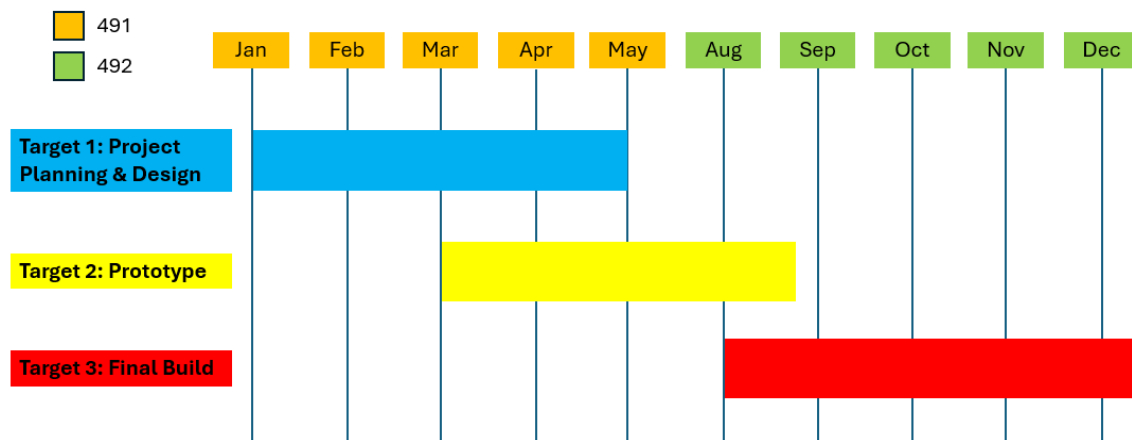 491
492
Jan Feb Mar Apr May Aug Sep Oct Nov Dec
Target 1: Project
Planning & Design
Target 2: Prototype
Target 3: Final Build